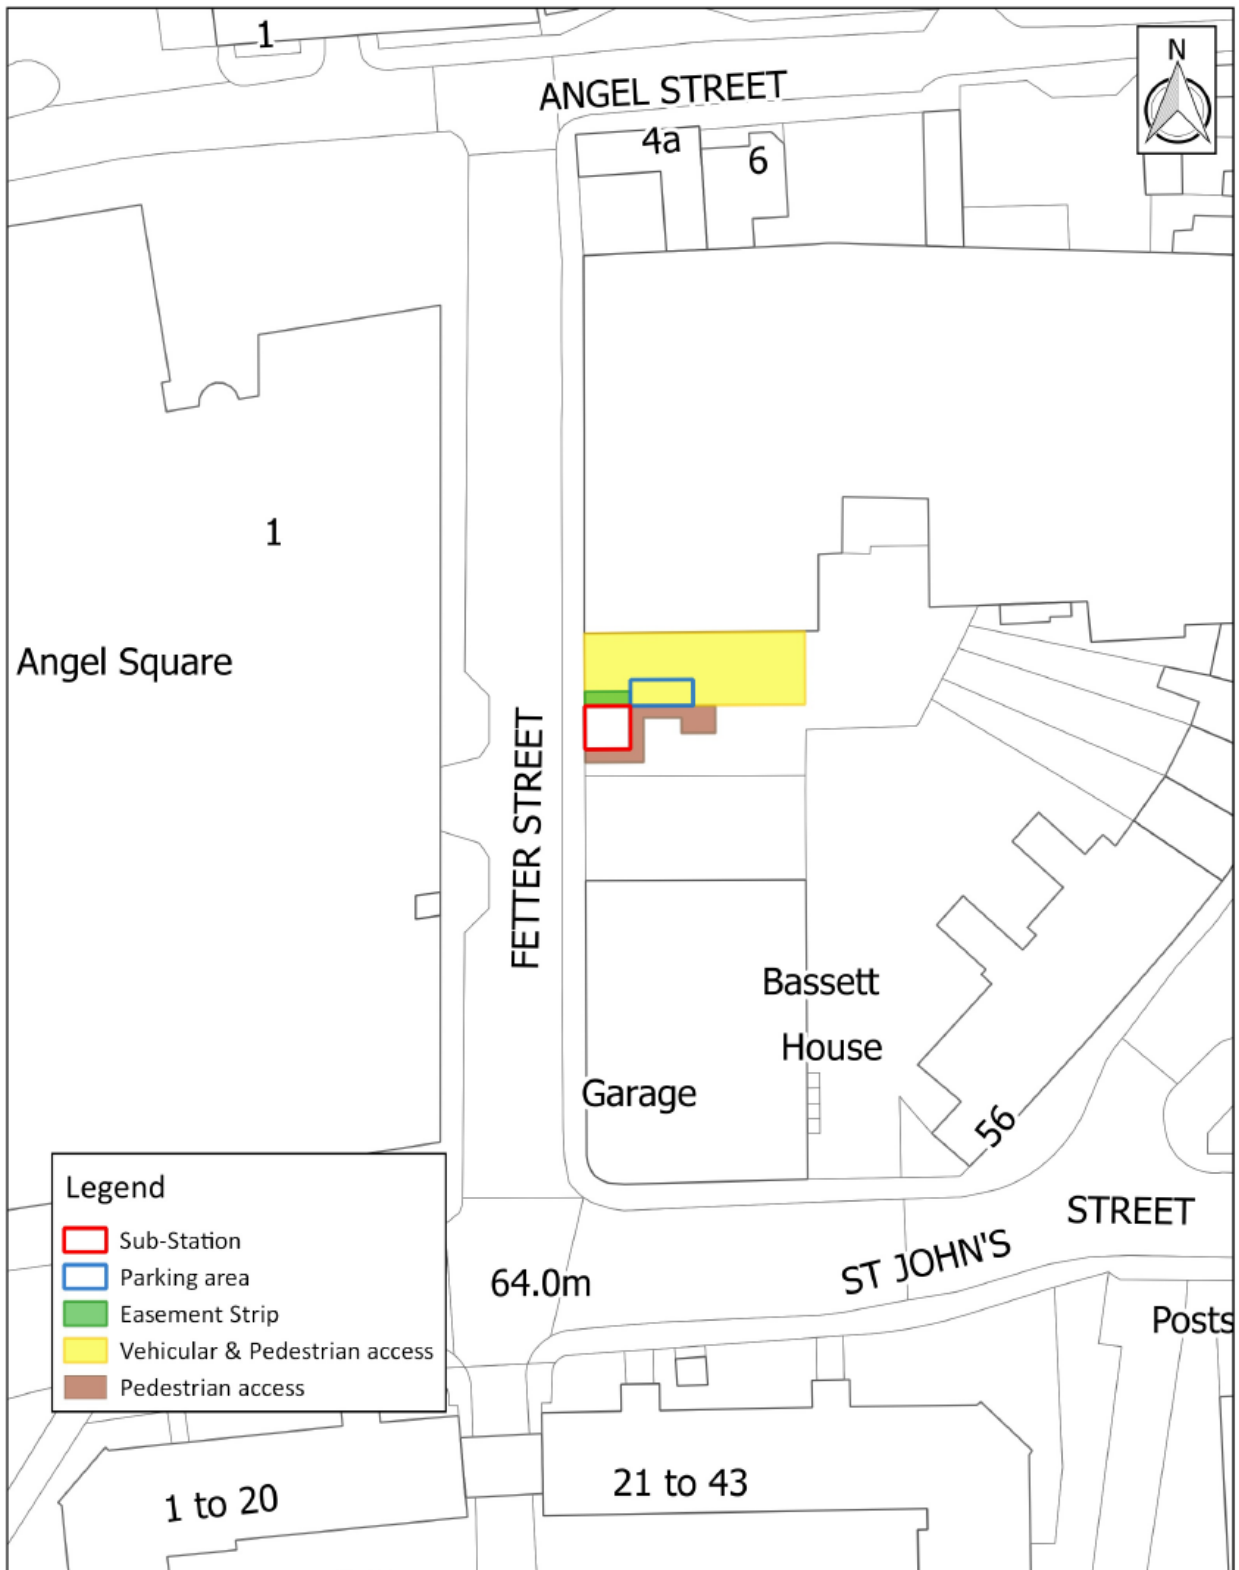 1
N
ANGEL STREET
4a
6
1
Angel Square
FETTER STREET
Bassett
House
Garage
56
Legend
Sub-Station
Parking area
Easement Strip
Vehicular & Pedestrian access
Pedestrian access
STREET
ST JOHN'S
64.0m
Posts
21 to 43
1 to 20